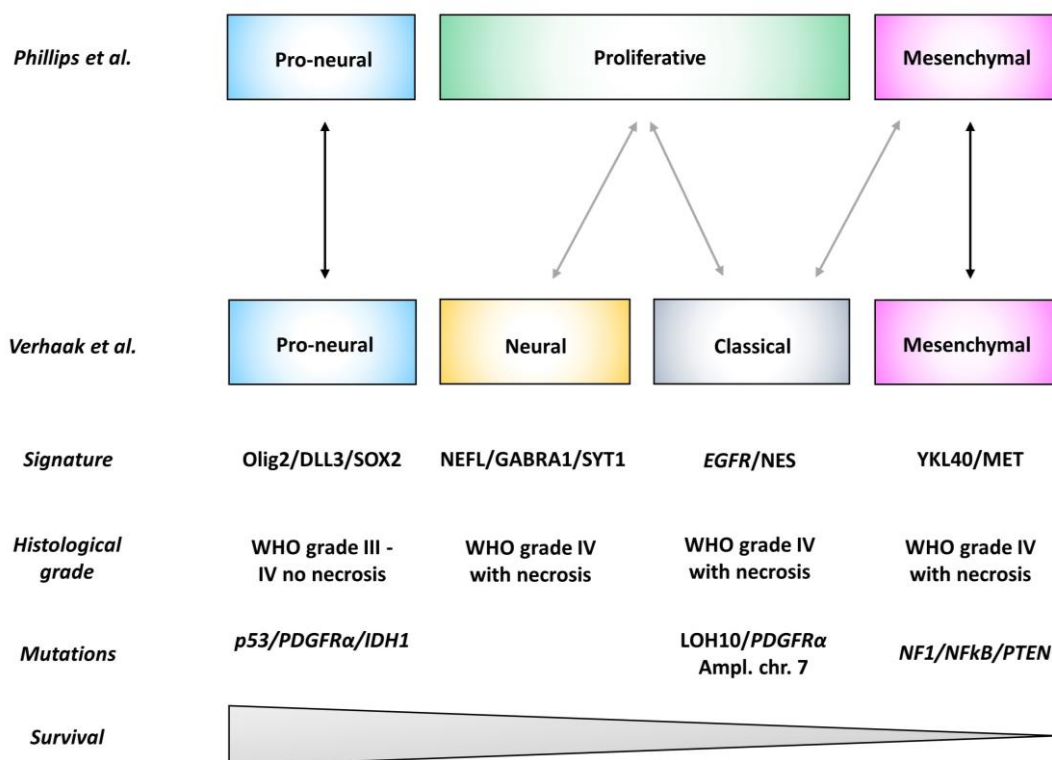 Phillips et al.
Pro-neural
Proliferative
Mesenchymal
Verhaak et al.
Pro-neural
Neural
Classical
Mesenchymal
Signature
Olig2/DLL3/SOX2
NEFL/GABRA1/SYT1
EGFR/NES
YKL40/MET
Histological
grade
WHO grade III -
IV no necrosis
WHO grade IV
with necrosis
WHO grade IV
with necrosis
WHO grade IV
with necrosis
Mutations
p53/PDGFRα/IDH1
LOH10/PDGFRα
Ampl. chr. 7
NF1/NFkB/PTEN
Survival